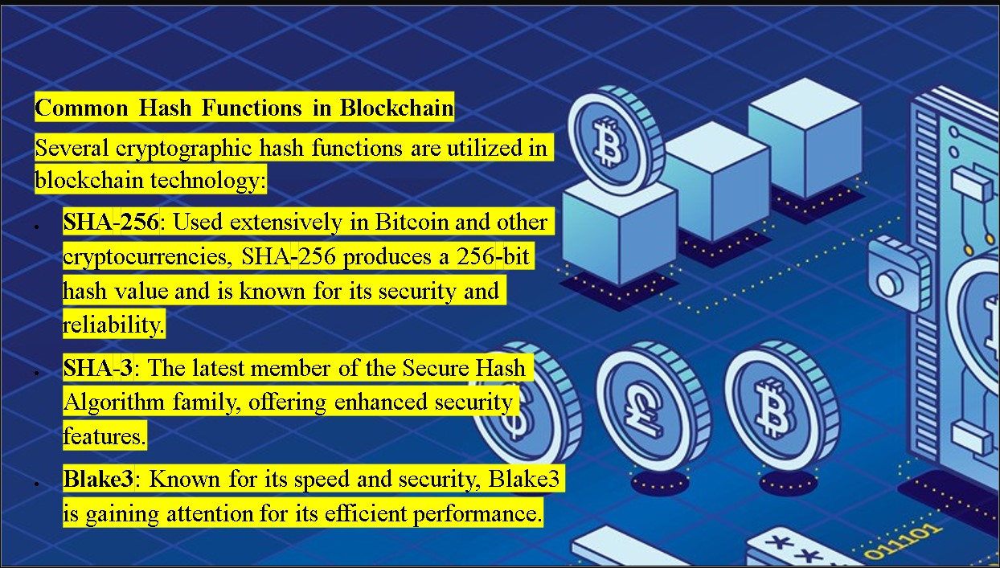 Common Hash Functions in Blockchain
Several cryptographic hash functions are utilized in
blockchain technology:
• SHA-256: Used extensively in Bitcoin and other
cryptocurrencies, SHA-256 produces a 256-bit
hash value and is known for its security and
reliability.
• SHA-3: The latest member of the Secure Hash
Algorithm family, offering enhanced security
features.
• Blake3: Known for its speed and security, Blake3
is gaining attention for its efficient performance.
011101